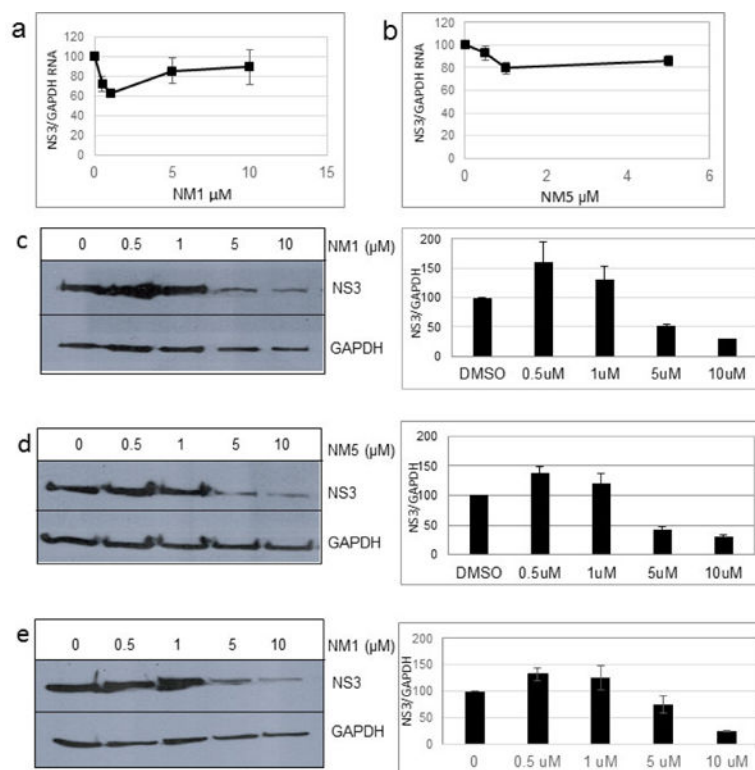 a
NS3/GAPDH RNA
120
100
80
60
40
20
0
0 5 10 15
NM1 µM
b
NS3/GAPDH RNA
120
100
80
60
40
20
0
0 2 4 6
NM5 µM
c
0 0.5 1 5 10 NM1 (µM)
NS3
GAPDH
NS3/GAPDH
200
150
100
50
0
DMSO 0.5uM 1uM 5uM 10uM
d
0 0.5 1 5 10 NM5 (µM)
NS3
GAPDH
NS3/GAPDH
200
150
100
50
0
DMSO 0.5uM 1uM 5uM 10uM
e
0 0.5 1 5 10 NM1 (µM)
NS3
GAPDH
NS3/GAPDH
200
150
100
50
0
0 0.5 uM 1 uM 5 uM 10 uM